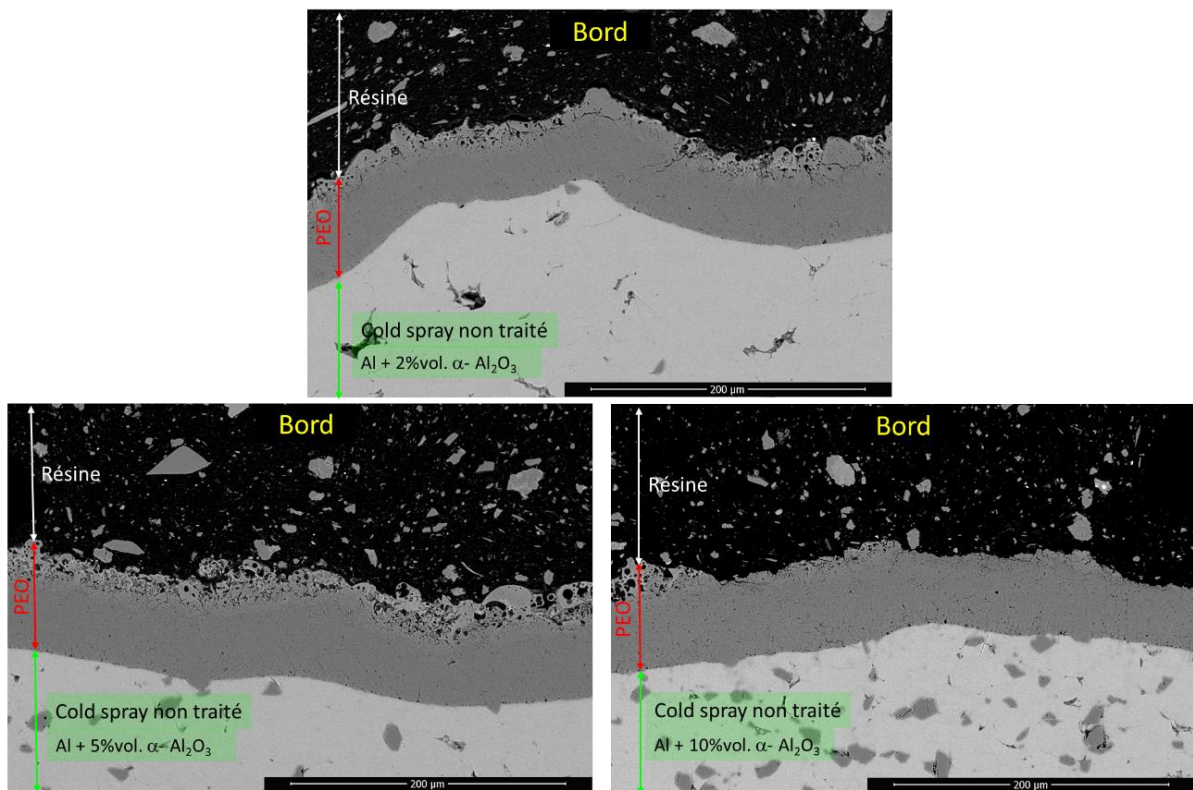 Bord
Résine
PEO
Cold spray non traité
Al + 2%vol. α- Al₂O₃
200 µm
Bord
Résine
PEO
Cold spray non traité
Al + 5%vol. α- Al₂O₃
200 µm
Bord
Résine
PEO
Cold spray non traité
Al + 10%vol. α- Al₂O₃
200 µm